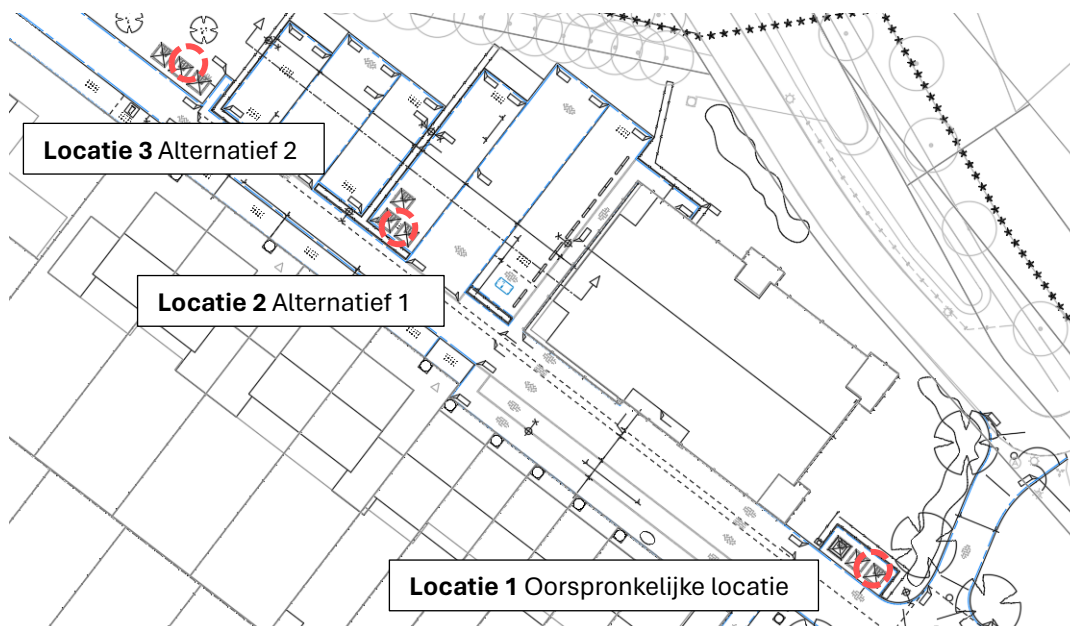 Locatie 3 Alternatief 2
Locatie 2 Alternatief 1
Locatie 1 Oorspronkelijke locatie